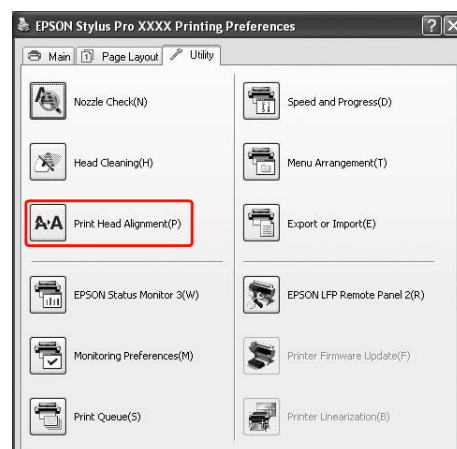 EPSON Stylus Pro XXXX Printing Preferences
Main
Page Layout
Utility
Nozzle Check(N)
Speed and Progress(D)
Head Cleaning(H)
Menu Arrangement(T)
Print Head Alignment(P)
Export or Import(E)
EPSON Status Monitor 3(W)
EPSON LFP Remote Panel 2(R)
Monitoring Preferences(M)
Printer Firmware Update(F)
Print Queue(S)
Printer Linearization(B)